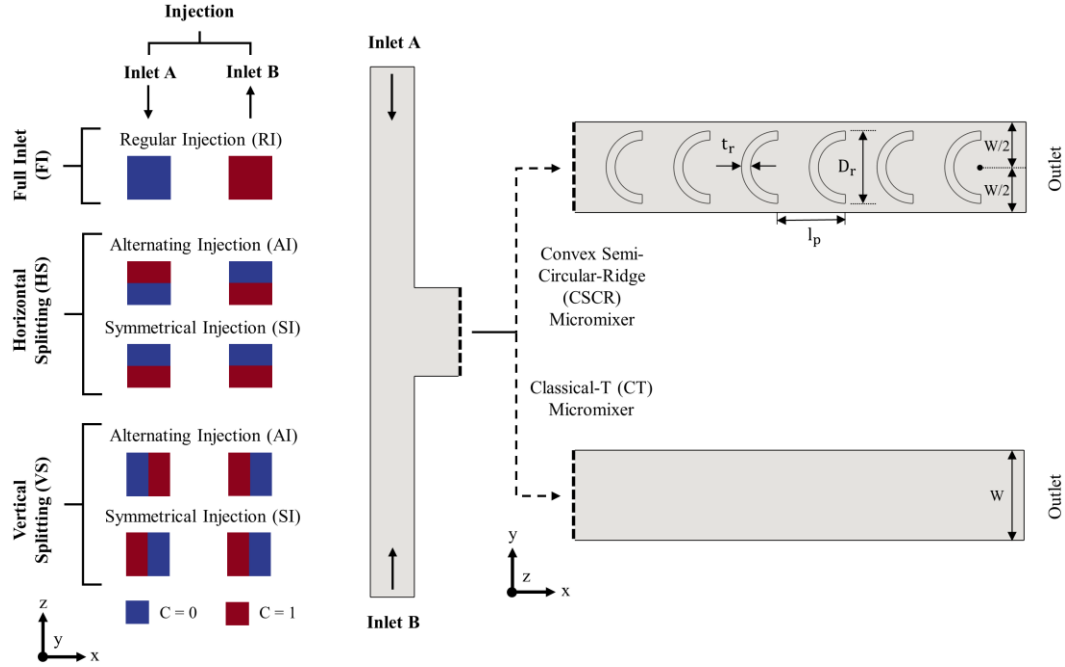 Injection
Inlet A
Inlet B
Full Inlet
(FI)
Regular Injection (RI)
Horizontal
Splitting (HS)
Alternating Injection (AI)
Symmetrical Injection (SI)
Vertical
Splitting (VS)
Alternating Injection (AI)
Symmetrical Injection (SI)
C = 0
C = 1
z
y
x
Inlet A
Inlet B
Convex Semi-
Circular-Ridge
(CSCR)
Micromixer
Classical-T (CT)
Micromixer
t_r
D_r
l_p
W/2
W/2
Outlet
W
Outlet
y
z
x